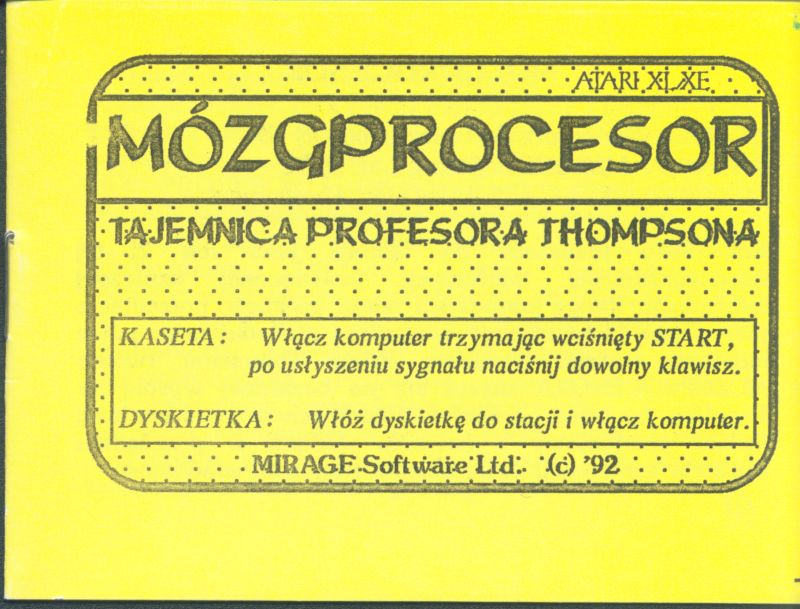 ATARI XL/XE
MÓZGPROCESOR
TAJEMNICA PROFESORA THOMPSONA
KASETA: Włącz komputer trzymając wciśnięty START,
po usłyszeniu sygnału naciśnij dowolny klawisz.
DYSKIETKA: Włóż dyskietkę do stacji i włącz komputer.
MIRAGE Software Ltd. (c) '92